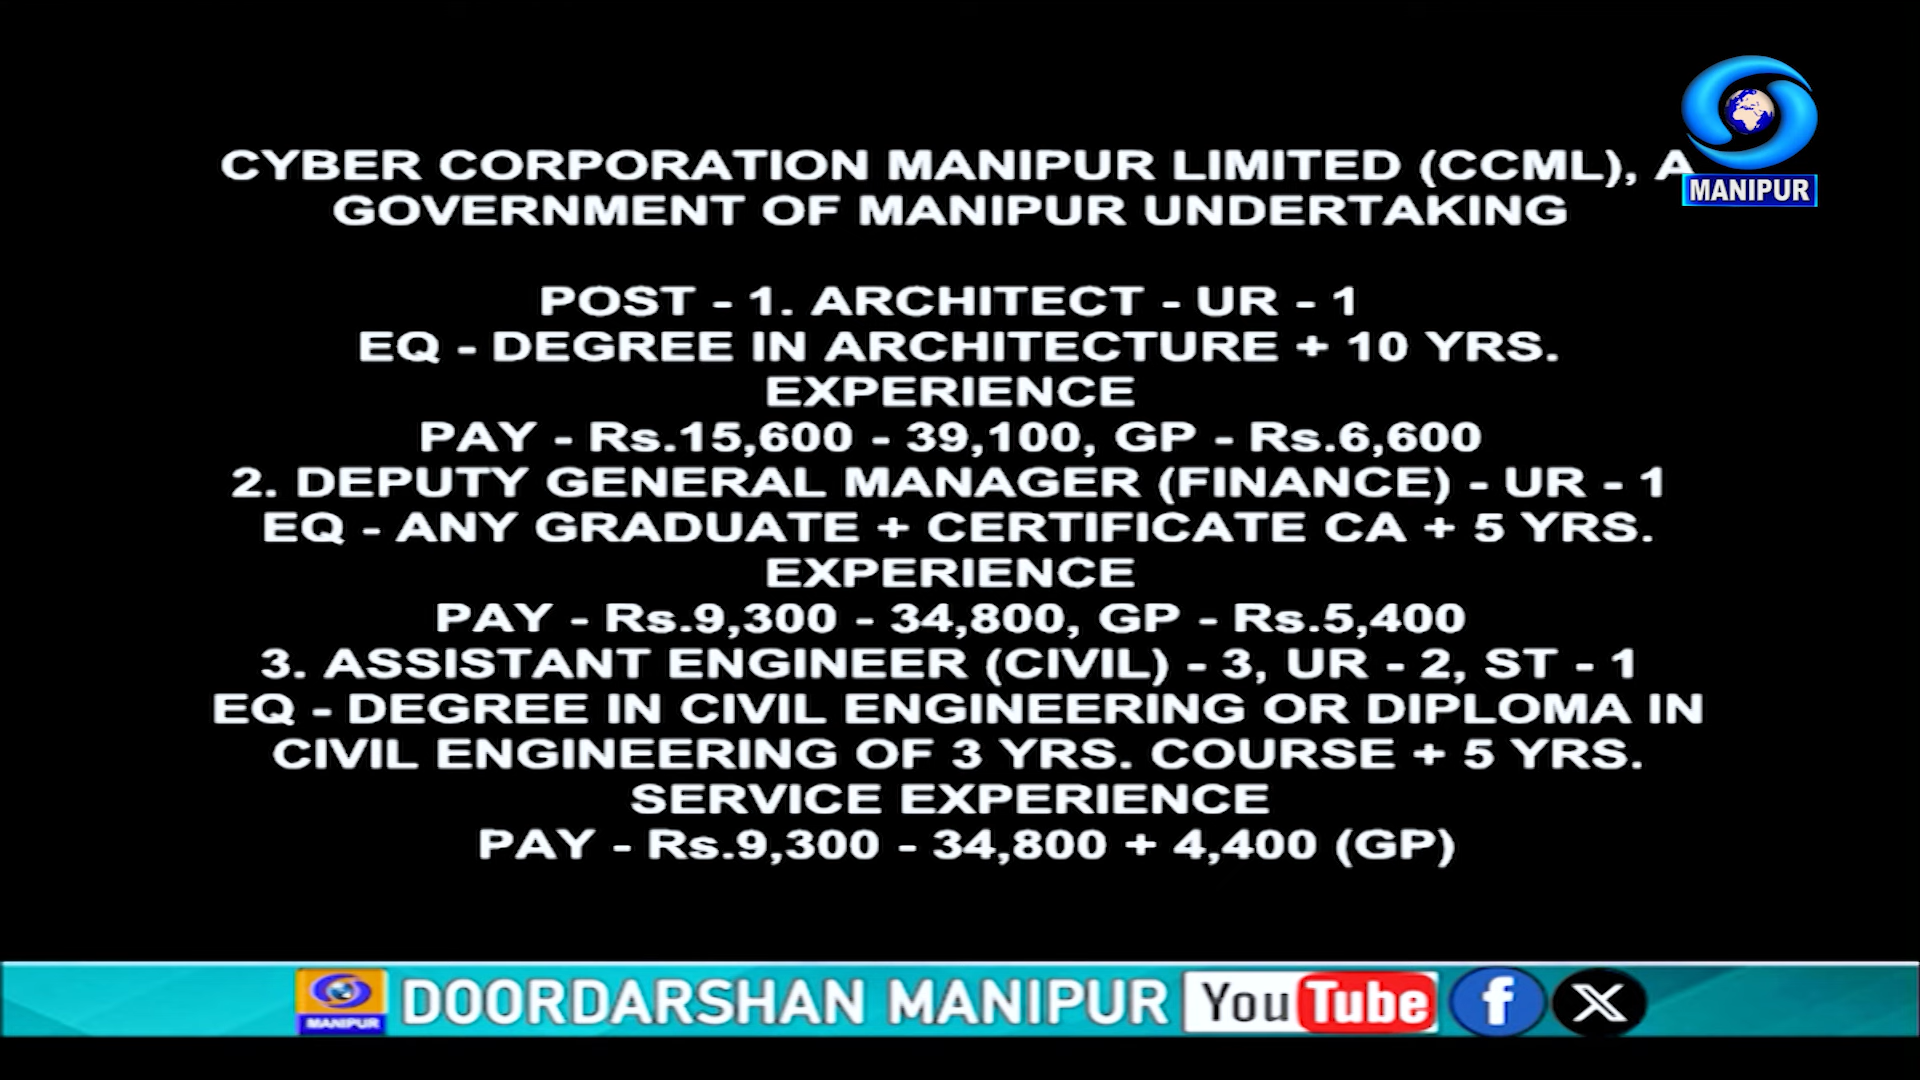 MANIPUR
CYBER CORPORATION MANIPUR LIMITED (CCML), A
GOVERNMENT OF MANIPUR UNDERTAKING
POST - 1. ARCHITECT - UR - 1
EQ - DEGREE IN ARCHITECTURE + 10 YRS.
EXPERIENCE
PAY - Rs.15,600 - 39,100, GP - Rs.6,600
2. DEPUTY GENERAL MANAGER (FINANCE) - UR - 1
EQ - ANY GRADUATE + CERTIFICATE CA + 5 YRS.
EXPERIENCE
PAY - Rs.9,300 - 34,800, GP - Rs.5,400
3. ASSISTANT ENGINEER (CIVIL) - 3, UR - 2, ST - 1
EQ - DEGREE IN CIVIL ENGINEERING OR DIPLOMA IN
CIVIL ENGINEERING OF 3 YRS. COURSE + 5 YRS.
SERVICE EXPERIENCE
PAY - Rs.9,300 - 34,800 + 4,400 (GP)
MANIPUR DOORDARSHAN MANIPUR YouTube f X